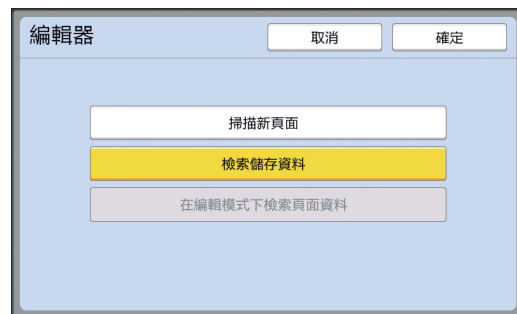 編輯器
取消
確定
掃描新頁面
檢索儲存資料
在編輯模式下檢索頁面資料